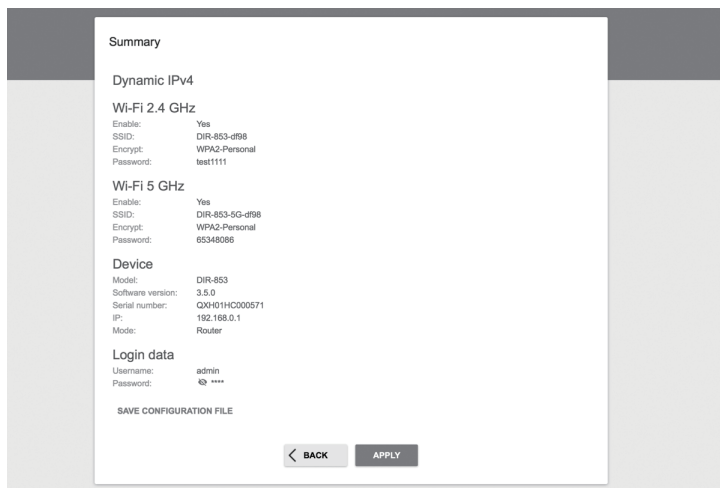 Summary
Dynamic IPv4
Wi-Fi 2.4 GHz
Enable: Yes
SSID: DIR-853-df98
Encrypt: WPA2-Personal
Password: test1111
Wi-Fi 5 GHz
Enable: Yes
SSID: DIR-853-5G-df98
Encrypt: WPA2-Personal
Password: 65348086
Device
Model: DIR-853
Software version: 3.5.0
Serial number: QXH01HC000571
IP: 192.168.0.1
Mode: Router
Login data
Username: admin
Password: ****
SAVE CONFIGURATION FILE
BACK APPLY